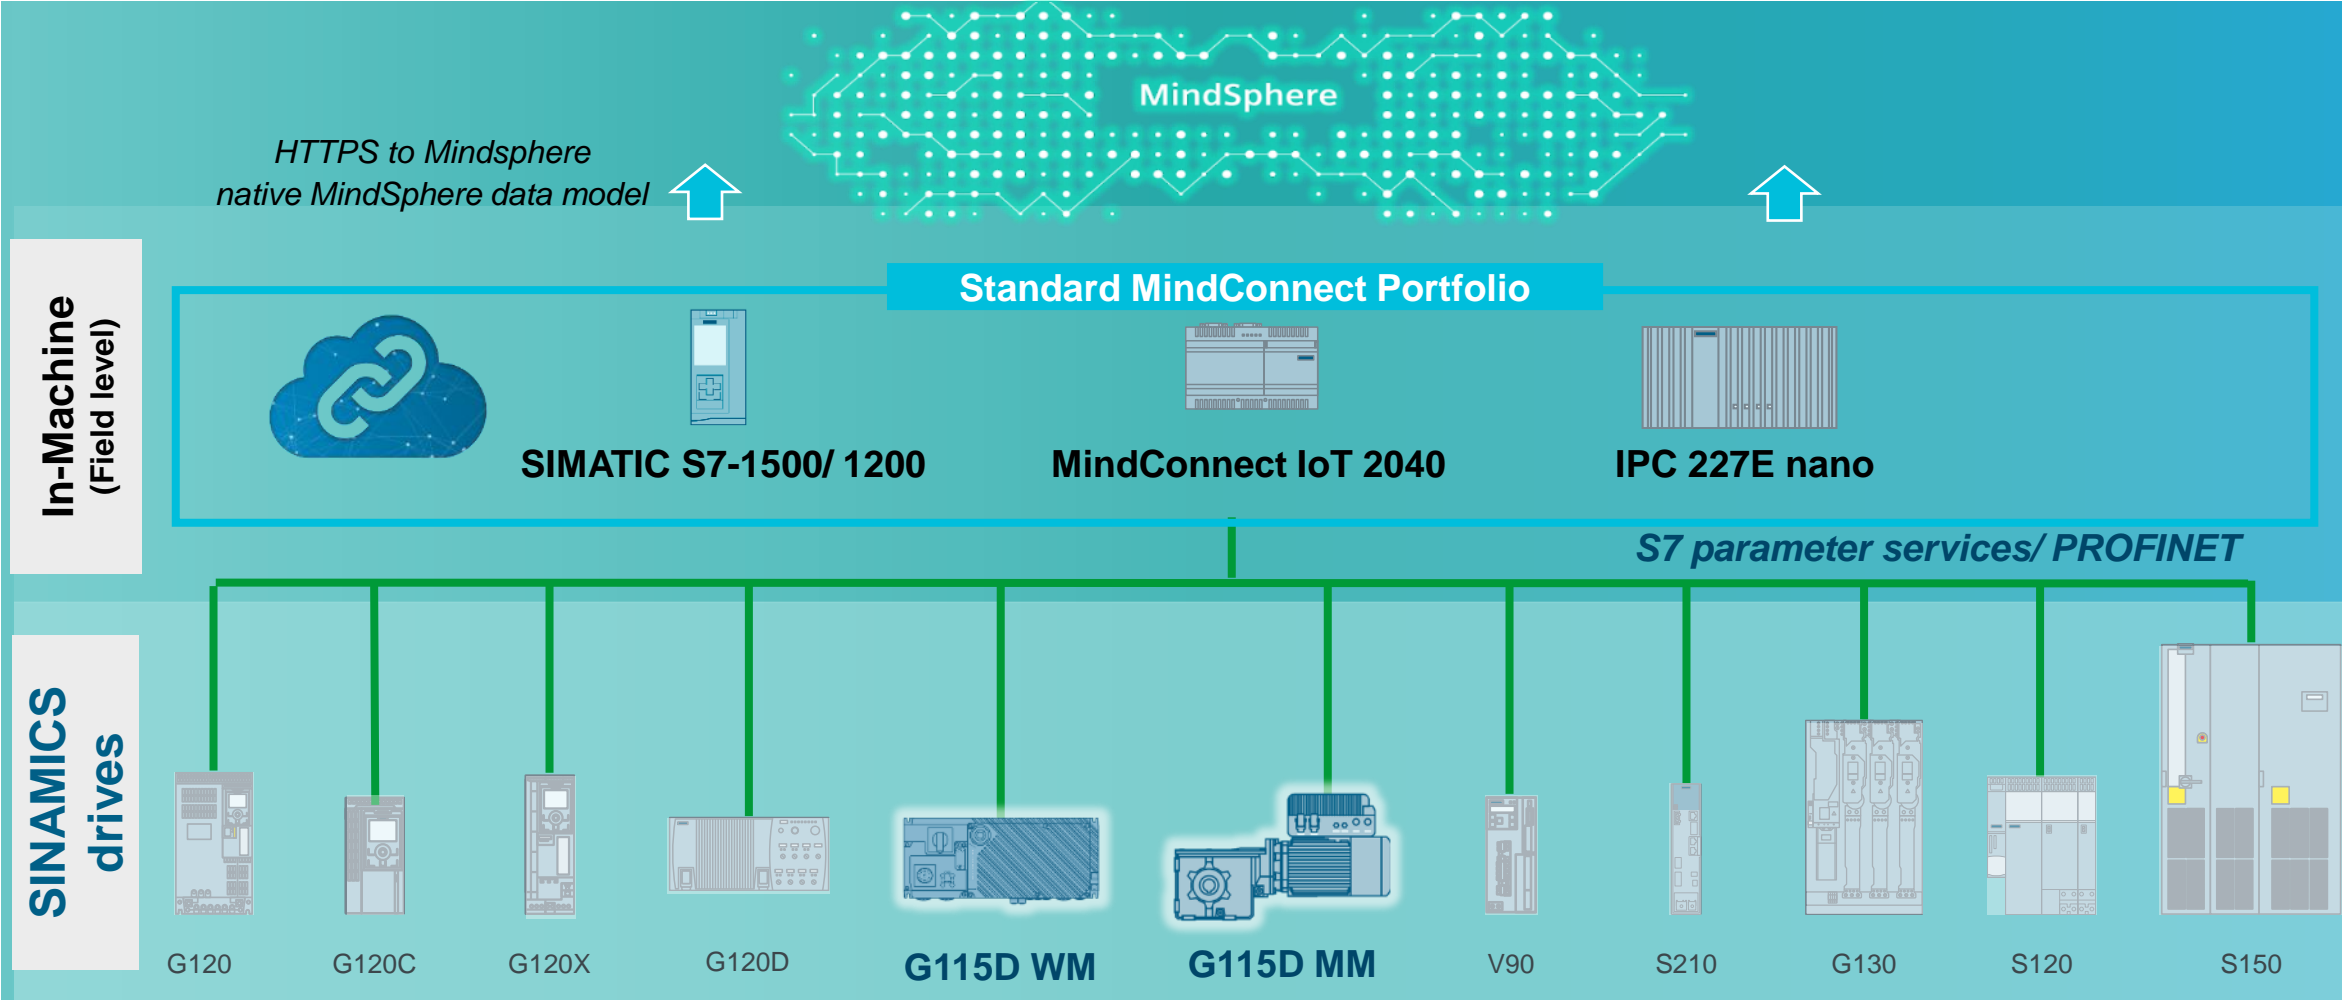 MindSphere
HTTPS to Mindsphere
native MindSphere data model
In-Machine
(Field level)
Standard MindConnect Portfolio
SIMATIC S7-1500/ 1200
MindConnect IoT 2040
IPC 227E nano
S7 parameter services/ PROFINET
SINAMICS
drives
G120
G120C
G120X
G120D
G115D WM
G115D MM
V90
S210
G130
S120
S150